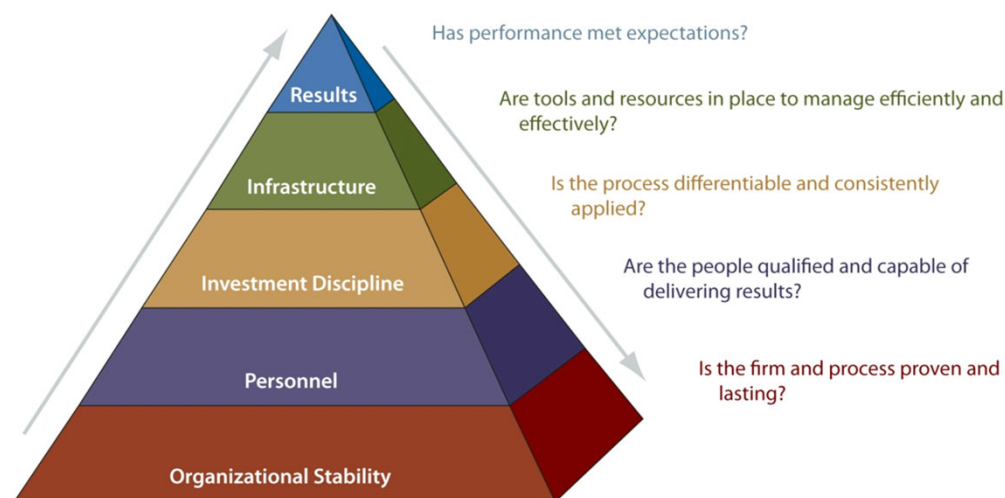 Has performance met expectations?
Results
Are tools and resources in place to manage efficiently and
effectively?
Infrastructure
Is the process differentiable and consistently
applied?
Investment Discipline
Are the people qualified and capable of
delivering results?
Personnel
Is the firm and process proven and
lasting?
Organizational Stability